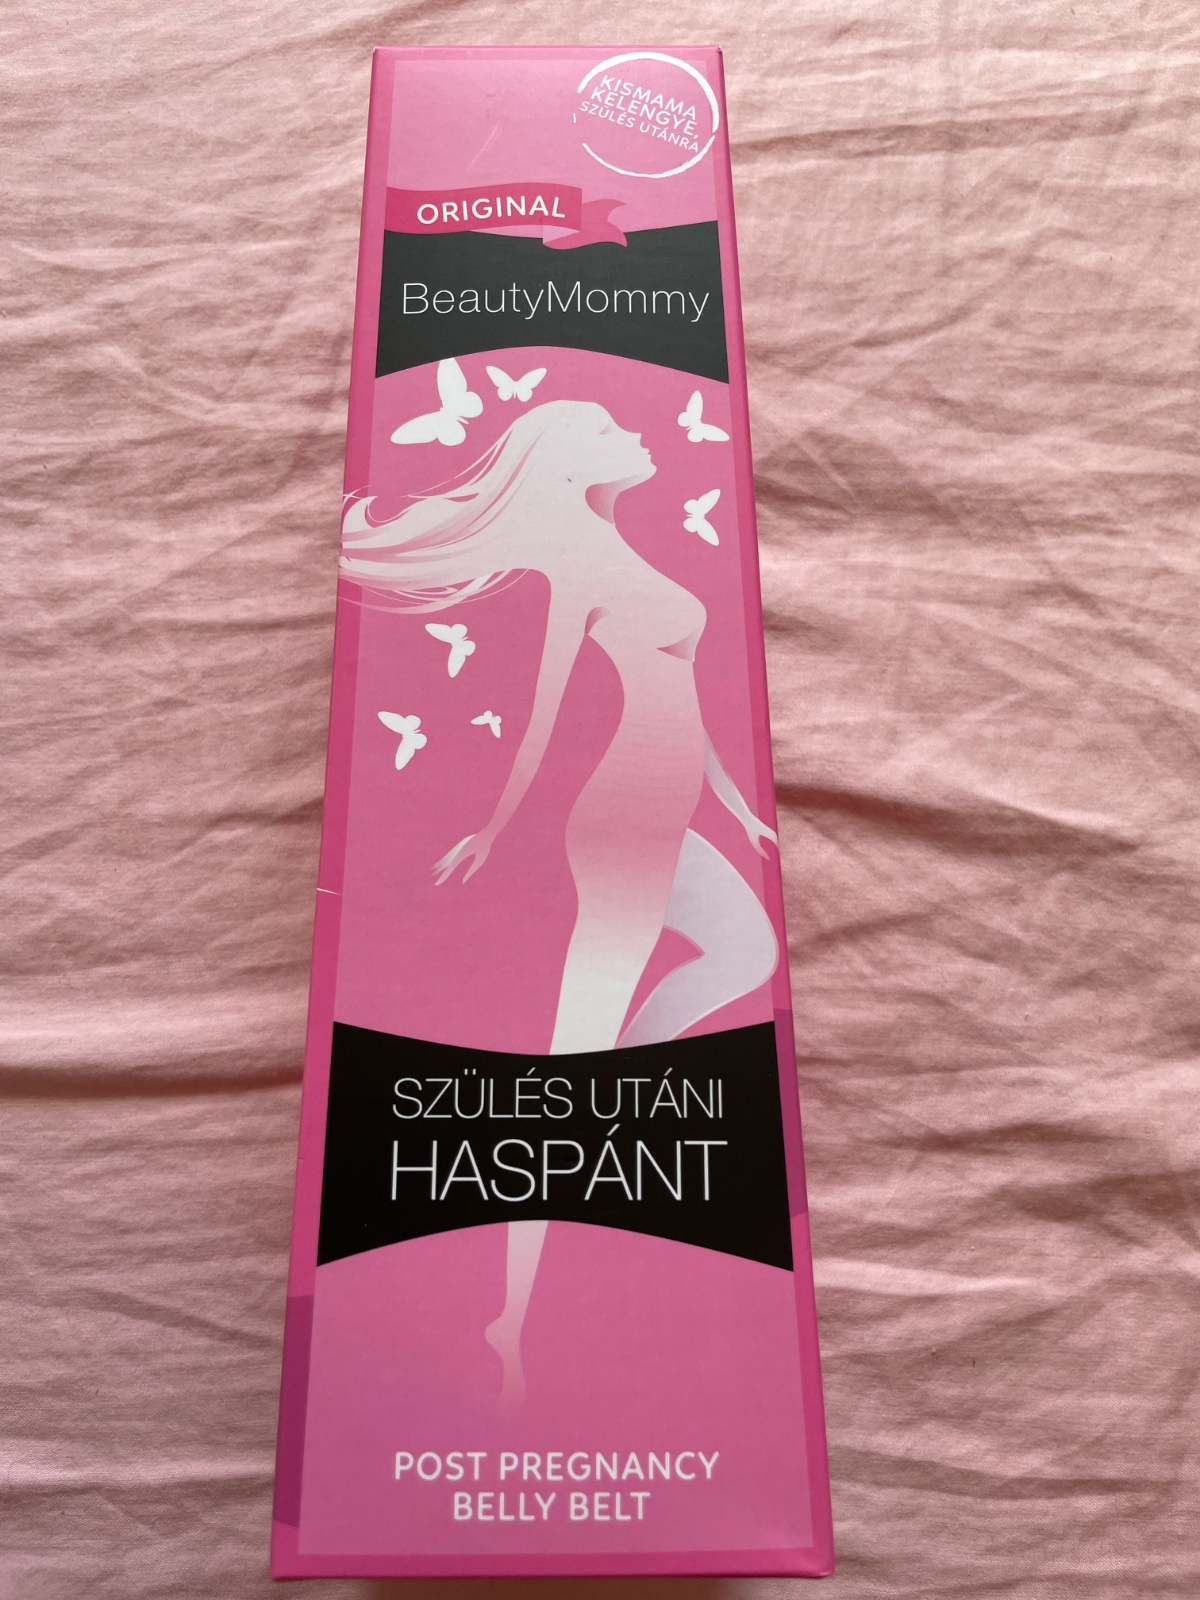 KISMAMA
KELENGYE,
SZÜLÉS UTÁNRA
ORIGINAL
BeautyMommy
SZÜLÉS UTÁNI
HASPÁNT
POST PREGNANCY
BELLY BELT